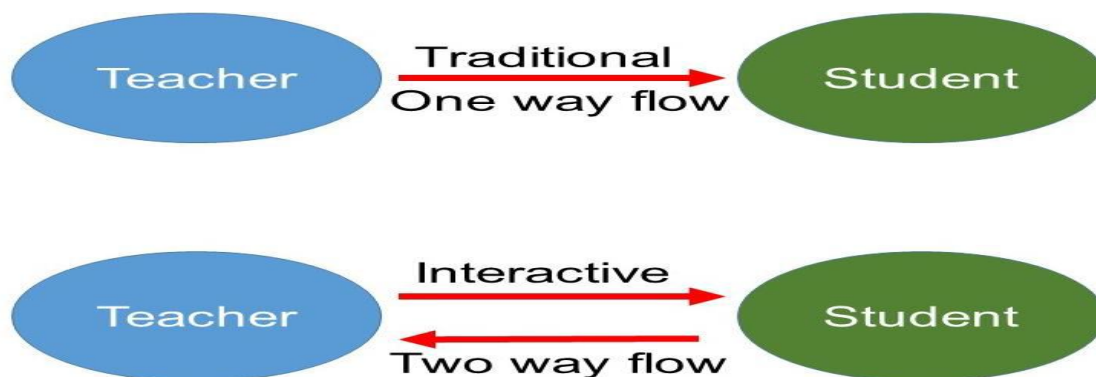 Teacher
Traditional
One way flow
Student
Teacher
Interactive
Two way flow
Student